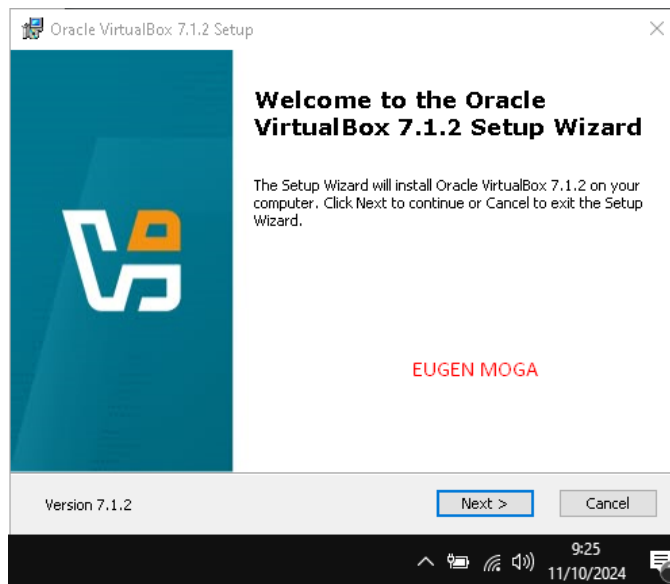 Oracle VirtualBox 7.1.2 Setup
Welcome to the Oracle
VirtualBox 7.1.2 Setup Wizard
The Setup Wizard will install Oracle VirtualBox 7.1.2 on your
computer. Click Next to continue or Cancel to exit the Setup
Wizard.
EUGEN MOGA
Version 7.1.2
Next >
Cancel
9:25
11/10/2024